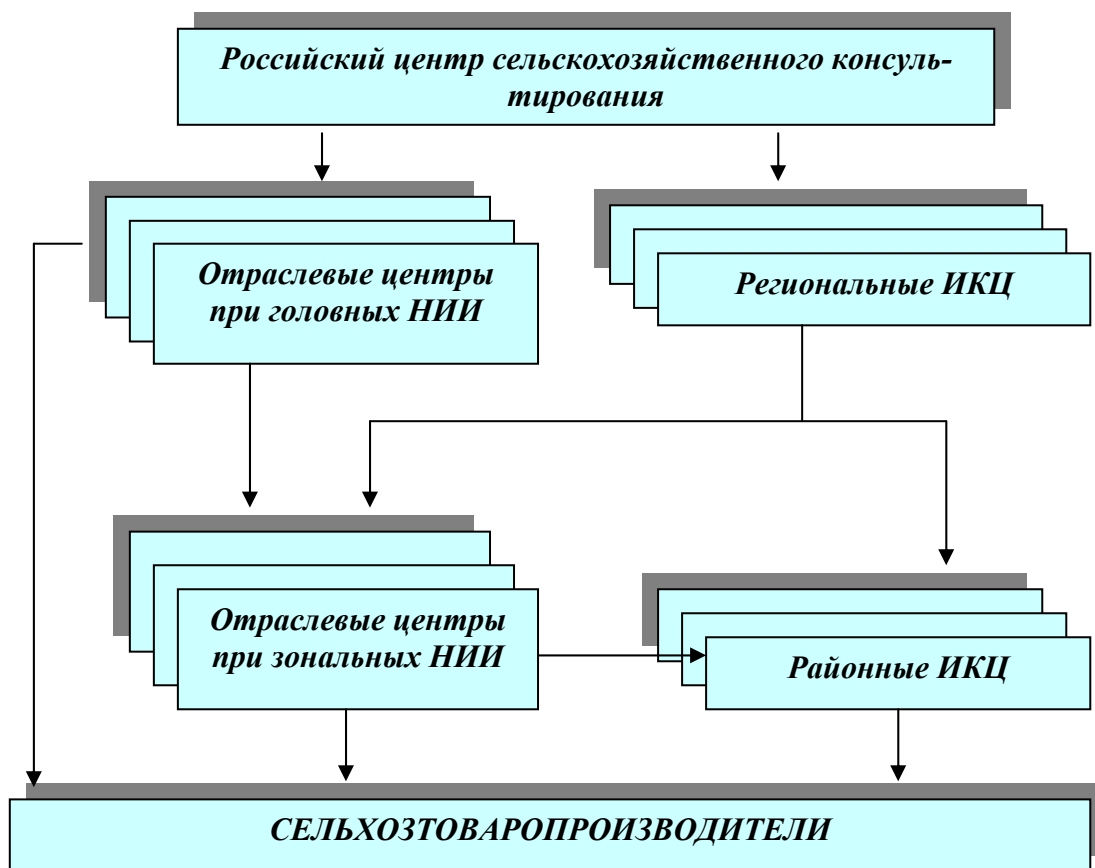 Российский центр сельскохозяйственного консуль-
тирования
Отраслевые центры
при головных НИИ
Региональные ИКЦ
Отраслевые центры
при зональных НИИ
Районные ИКЦ
СЕЛЬХОЗТОВАРОПРОИЗВОДИТЕЛИ